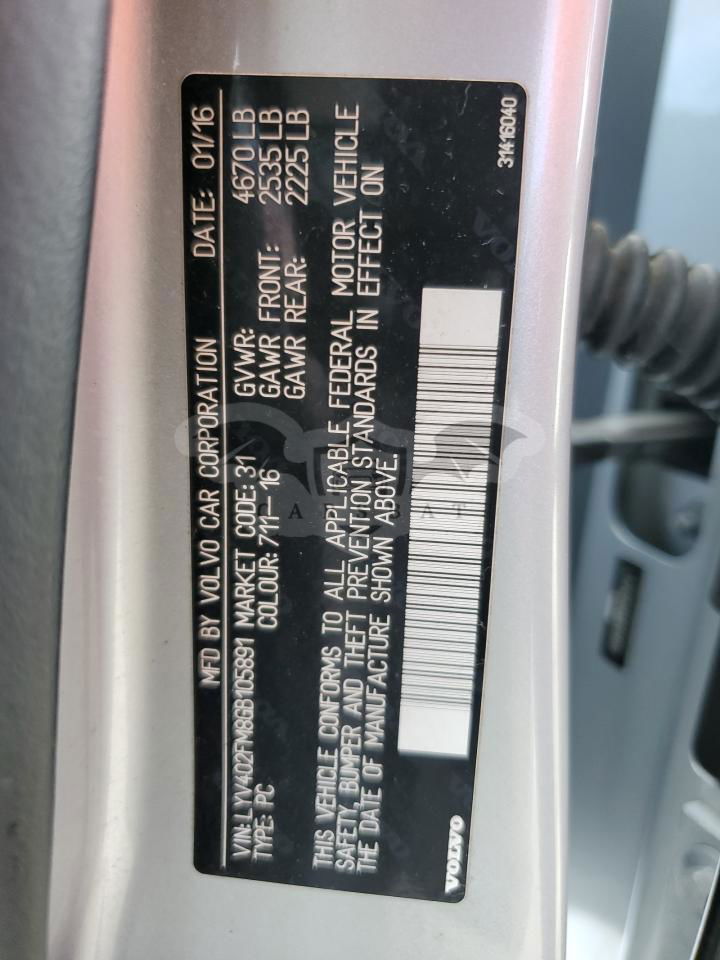 MFD BY VOLVO CAR CORPORATION DATE: 01/16
VIN:LYV402FM8GB105891 MARKET CODE: 31 GVWR: 4670 LB
TYPE: PC COLOUR: 711-16 GAWR FRONT: 2535 LB
GAWR REAR: 2225 LB
THIS VEHICLE CONFORMS TO ALL APPLICABLE FEDERAL MOTOR VEHICLE
SAFETY, BUMPER AND THEFT PREVENTION STANDARDS IN EFFECT ON
THE DATE OF MANUFACTURE SHOWN ABOVE.
VOLVO 31416040
CARSBAT